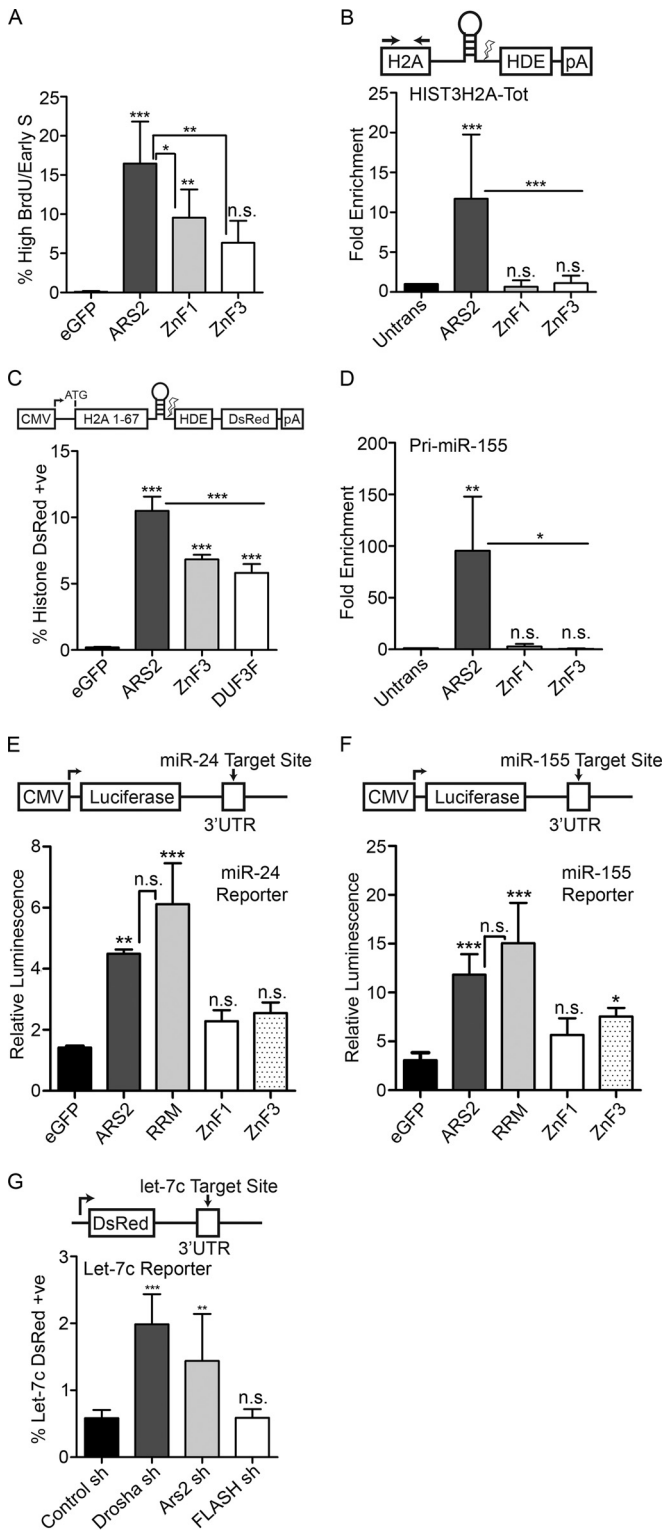 A
% High BrdU/Early S
25
20
15
10
5
0
***
**
*
**
n.s.
eGFP
ARS2
ZnF1
ZnF3
B
H2A
HDE
pA
HIST3H2A-Tot
Fold Enrichment
25
20
15
10
5
0
***
***
n.s.
n.s.
Untrans
ARS2
ZnF1
ZnF3
C
CMV
ATG
H2A 1-67
HDE
DsRed
pA
% Histone DsRed +ve
15
10
5
0
***
***
***
***
eGFP
ARS2
ZnF3
DUF3F
D
Pri-miR-155
Fold Enrichment
200
150
100
50
0
**
*
n.s.
n.s.
Untrans
ARS2
ZnF1
ZnF3
E
miR-24 Target Site
CMV
Luciferase
3'UTR
miR-24
Reporter
Relative Luminescence
8
6
4
2
0
**
n.s.
***
n.s.
n.s.
eGFP
ARS2
RRM
ZnF1
ZnF3
F
miR-155 Target Site
CMV
Luciferase
3'UTR
miR-155
Reporter
Relative Luminescence
25
20
15
10
5
0
***
n.s.
***
n.s.
*
eGFP
ARS2
RRM
ZnF1
ZnF3
G
let-7c Target Site
DsRed
3'UTR
Let-7c Reporter
% Let-7c DsRed +ve
3
2
1
0
***
**
n.s.
Control sh
Drosha sh
Ars2 sh
FLASH sh